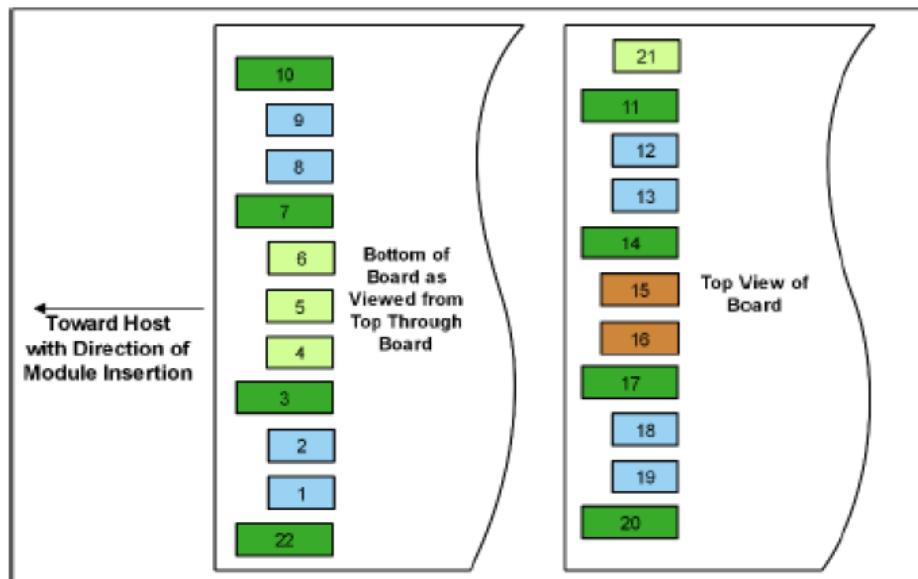 Toward Host
with Direction of
Module Insertion
10
9
8
7
6
5
4
3
2
1
22
Bottom of
Board as
Viewed from
Top Through
Board
21
11
12
13
14
15
16
17
18
19
20
Top View of
Board